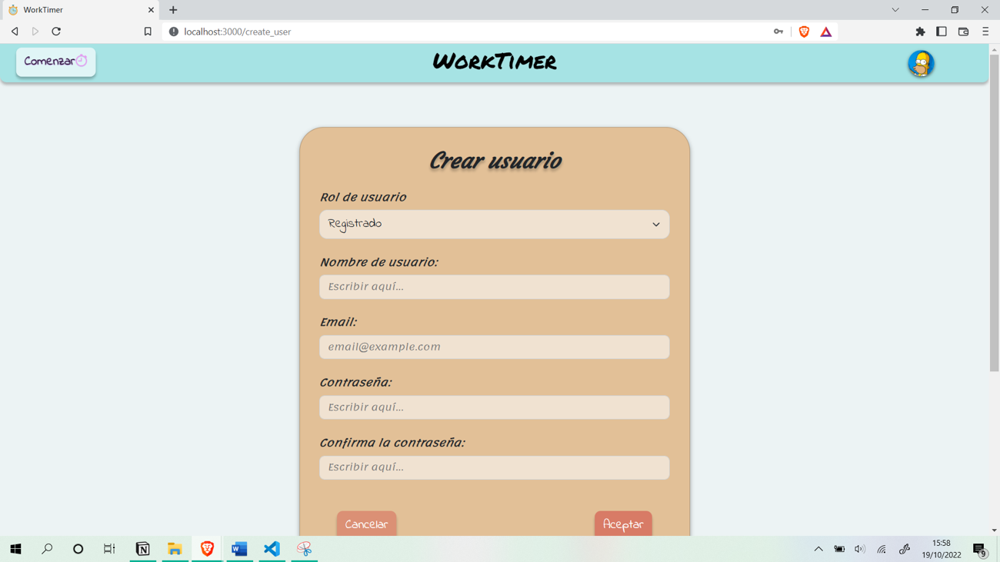 WorkTimer
localhost:3000/create_user
Comenzar
WorkTimer
Crear usuario
Rol de usuario
Registrado
Nombre de usuario:
Escribir aquí...
Email:
email@example.com
Contraseña:
Escribir aquí...
Confirma la contraseña:
Escribir aquí...
Cancelar
Aceptar
15:58
19/10/2022
9